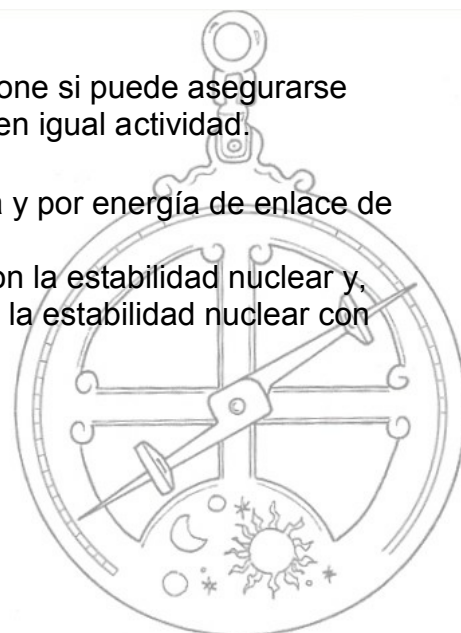 one si puede asegurarse
en igual actividad.
y por energía de enlace de
on la estabilidad nuclear y,
la estabilidad nuclear con